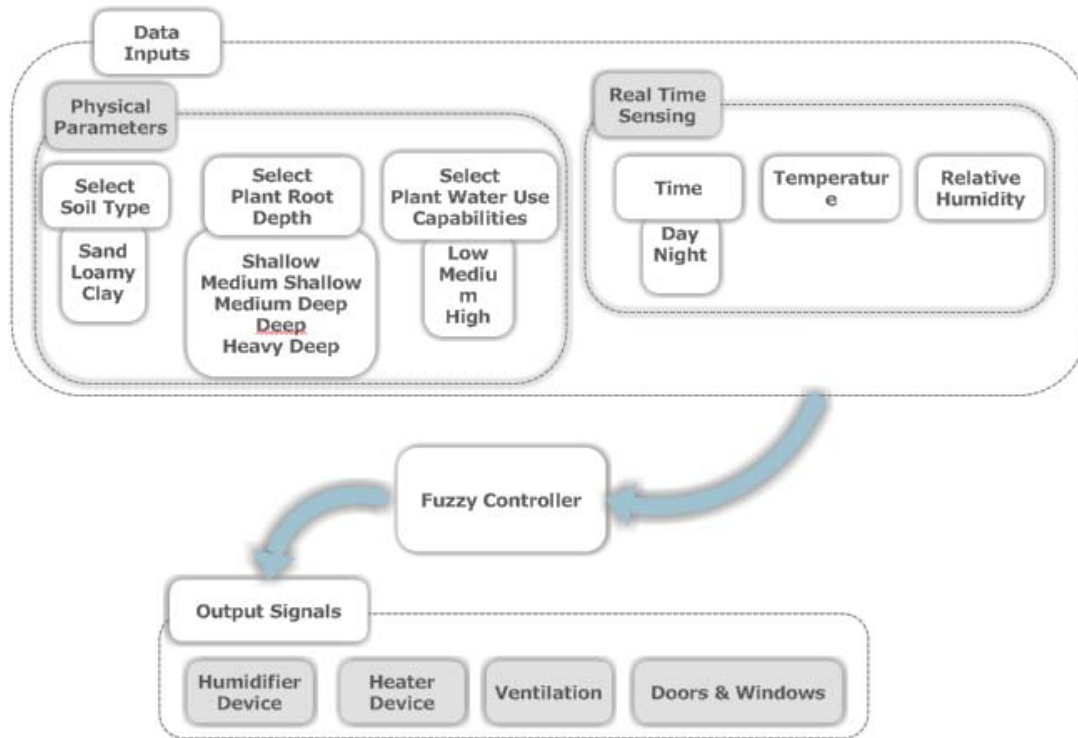 Data
Inputs
Physical
Parameters
Select
Soil Type
Sand
Loamy
Clay
Select
Plant Root
Depth
Shallow
Medium Shallow
Medium Deep
Deep
Heavy Deep
Select
Plant Water Use
Capabilities
Low
Mediu
m
High
Real Time
Sensing
Time
Day
Night
Temperatur
e
Relative
Humidity
Fuzzy Controller
Output Signals
Humidifier
Device
Heater
Device
Ventilation
Doors & Windows